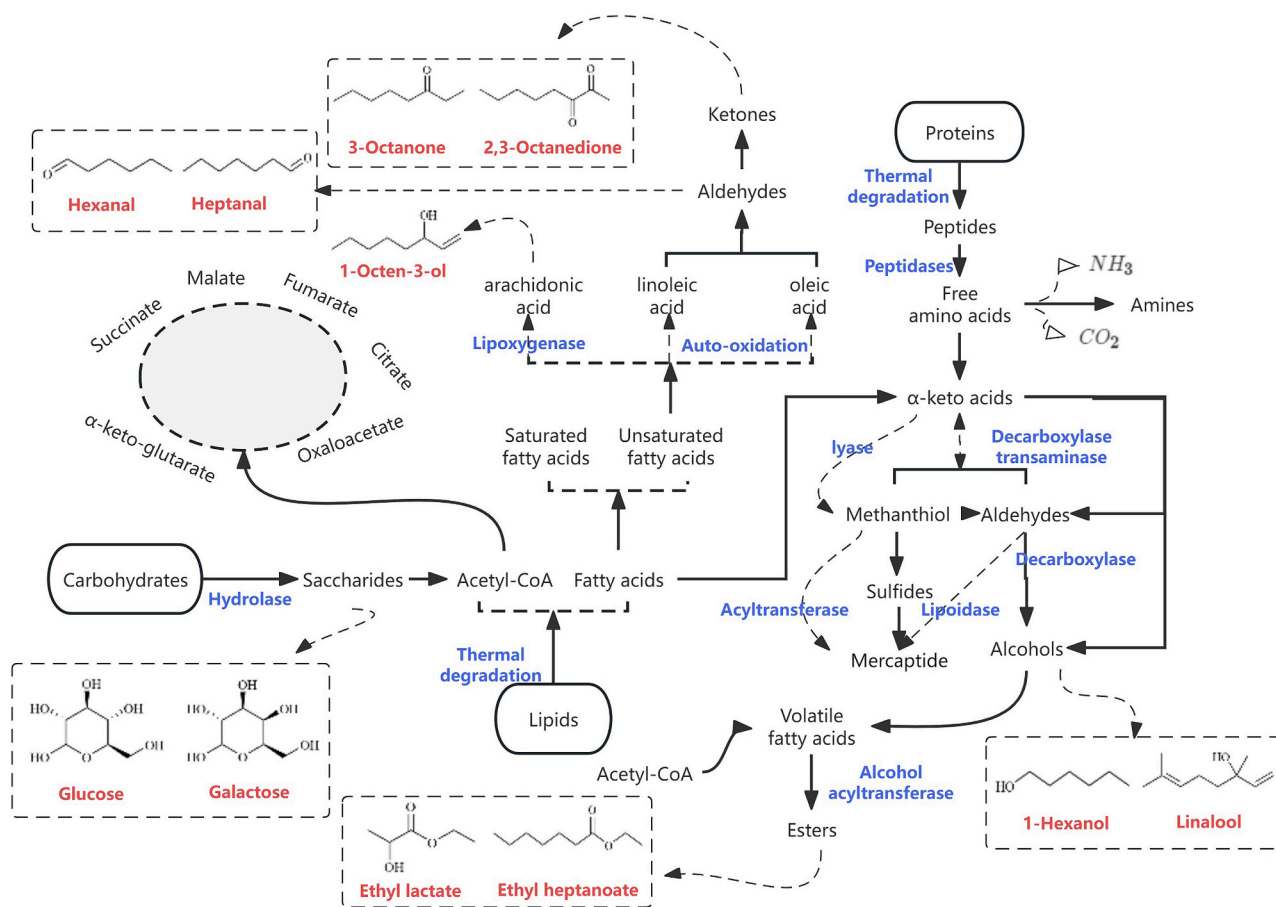 3-Octanone
2,3-Octanedione
O
O
O
Ketones
Proteins
Hexanal
Heptanal
O
O
Aldehydes
Thermal
degradation
OH
1-Octen-3-ol
Peptides
Peptidases
Malate
Fumarate
Succinate
Citrate
α-keto-glutarate
Oxaloacetate
arachidonic
acid
linoleic
acid
oleic
acid
Lipoxygenase
Auto-oxidation
Free
amino acids
NH3
CO2
Amines
α-keto acids
Saturated
fatty acids
Unsaturated
fatty acids
lyase
Decarboxylase
transaminase
Methanthiol
Aldehydes
Decarboxylase
Carbohydrates
Hydrolase
Saccharides
Acetyl-CoA
Fatty acids
Sulfides
Acyltransferase
Lipoidase
Mercaptide
Alcohols
Thermal
degradation
Lipids
OH
HO
OH
HO
O
OH
Glucose
OH
HO
OH
HO
O
OH
Galactose
Volatile
fatty acids
Acetyl-CoA
Alcohol
acyltransferase
Esters
HO
1-Hexanol
HO
Linalool
O
O
OH
Ethyl lactate
O
O
Ethyl heptanoate